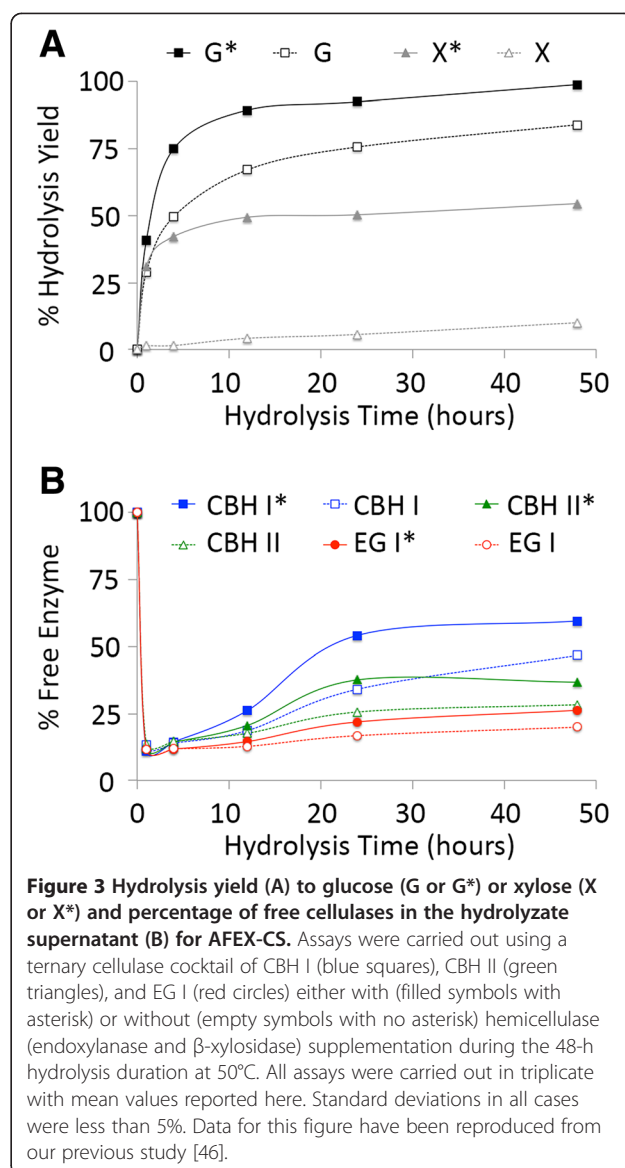 A
G* G X* X
100
75
50
25
0
% Hydrolysis Yield
0 10 20 30 40 50
Hydrolysis Time (hours)
B
CBH I* CBH I CBH II*
CBH II EG I* EG I
100
75
50
25
0
% Free Enzyme
0 10 20 30 40 50
Hydrolysis Time (hours)
Figure 3 Hydrolysis yield (A) to glucose (G or G*) or xylose (X
or X*) and percentage of free cellulases in the hydrolyzate
supernatant (B) for AFEX-CS. Assays were carried out using a
ternary cellulase cocktail of CBH I (blue squares), CBH II (green
triangles), and EG I (red circles) either with (filled symbols with
asterisk) or without (empty symbols with no asterisk) hemicellulase
(endoxylanase and β-xylosidase) supplementation during the 48-h
hydrolysis duration at 50°C. All assays were carried out in triplicate
with mean values reported here. Standard deviations in all cases
were less than 5%. Data for this figure have been reproduced from
our previous study [46].